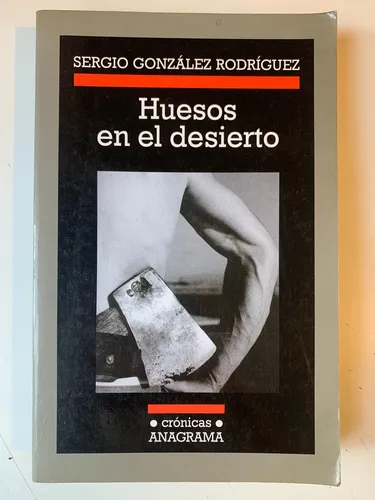 SERGIO GONZÁLEZ RODRÍGUEZ
Huesos
en el desierto
• crónicas •
ANAGRAMA